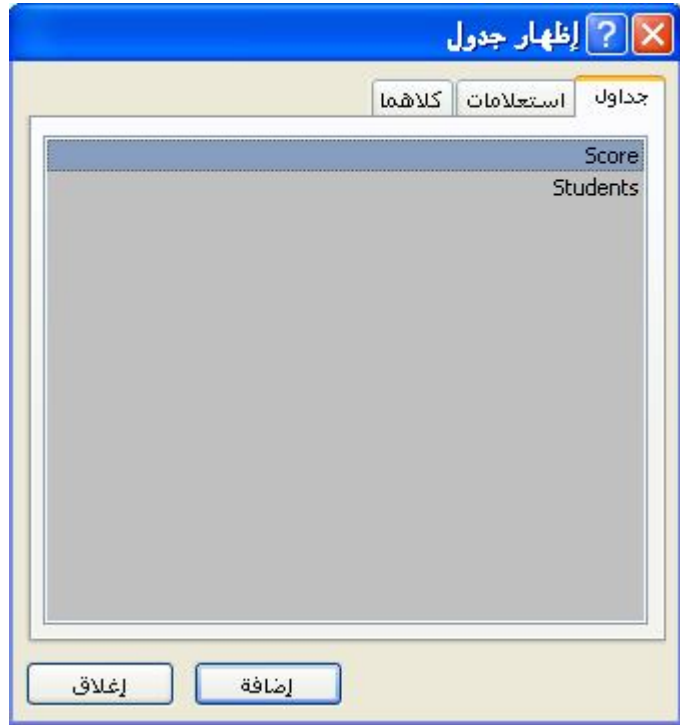 إظهار جدول
جداول استعلامات كلاهما
Score
Students
إضافة إغلاق